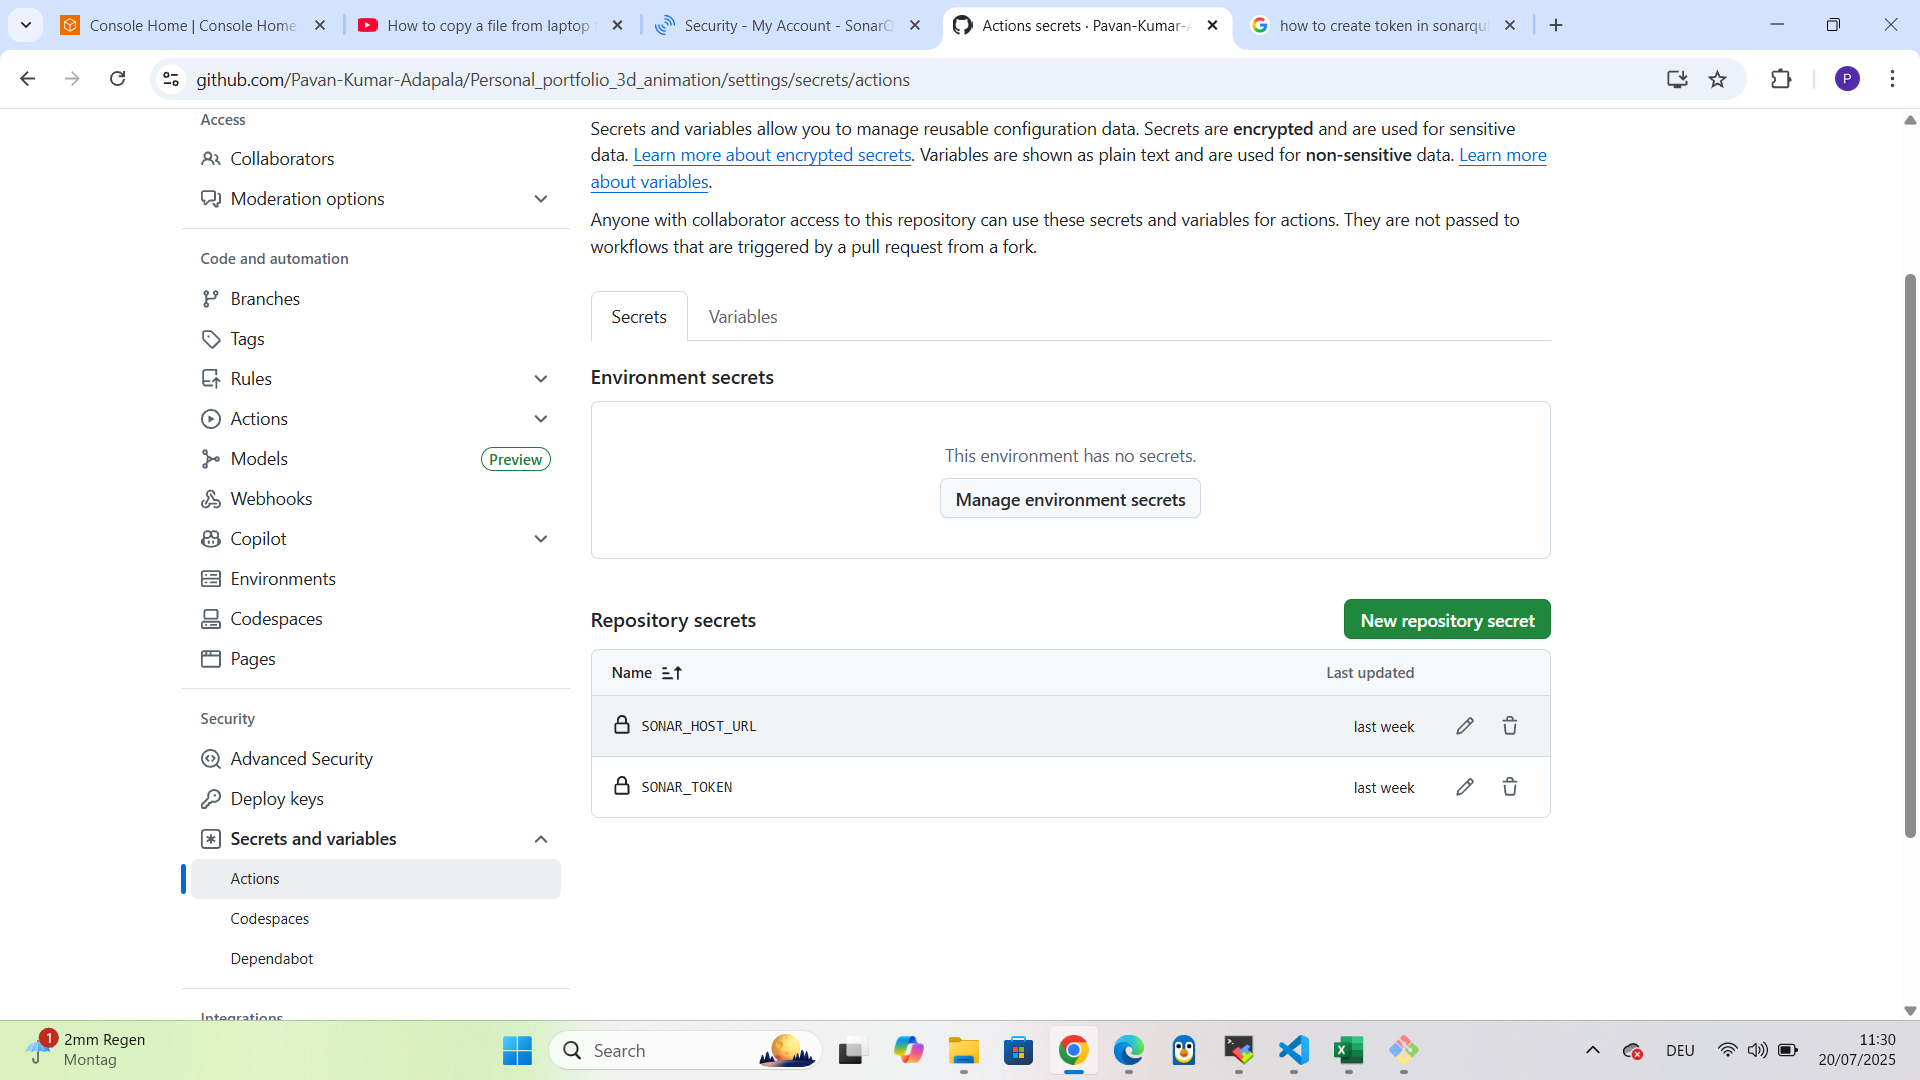 Console Home | Console Home
How to copy a file from laptop
Security - My Account - SonarQ
Actions secrets · Pavan-Kumar-A
how to create token in sonarqu
github.com/Pavan-Kumar-Adapala/Personal_portfolio_3d_animation/settings/secrets/actions
P
Access
Collaborators
Moderation options
Code and automation
Branches
Tags
Rules
Actions
Models
Preview
Webhooks
Copilot
Environments
Codespaces
Pages
Security
Advanced Security
Deploy keys
Secrets and variables
Actions
Codespaces
Dependabot
Integrations
Secrets and variables allow you to manage reusable configuration data. Secrets are encrypted and are used for sensitive
data. Learn more about encrypted secrets. Variables are shown as plain text and are used for non-sensitive data. Learn more
about variables.
Anyone with collaborator access to this repository can use these secrets and variables for actions. They are not passed to
workflows that are triggered by a pull request from a fork.
Secrets
Variables
Environment secrets
This environment has no secrets.
Manage environment secrets
Repository secrets
New repository secret
Name
Last updated
SONAR_HOST_URL
last week
SONAR_TOKEN
last week
1
2mm Regen
Montag
Search
DEU
11:30
20/07/2025